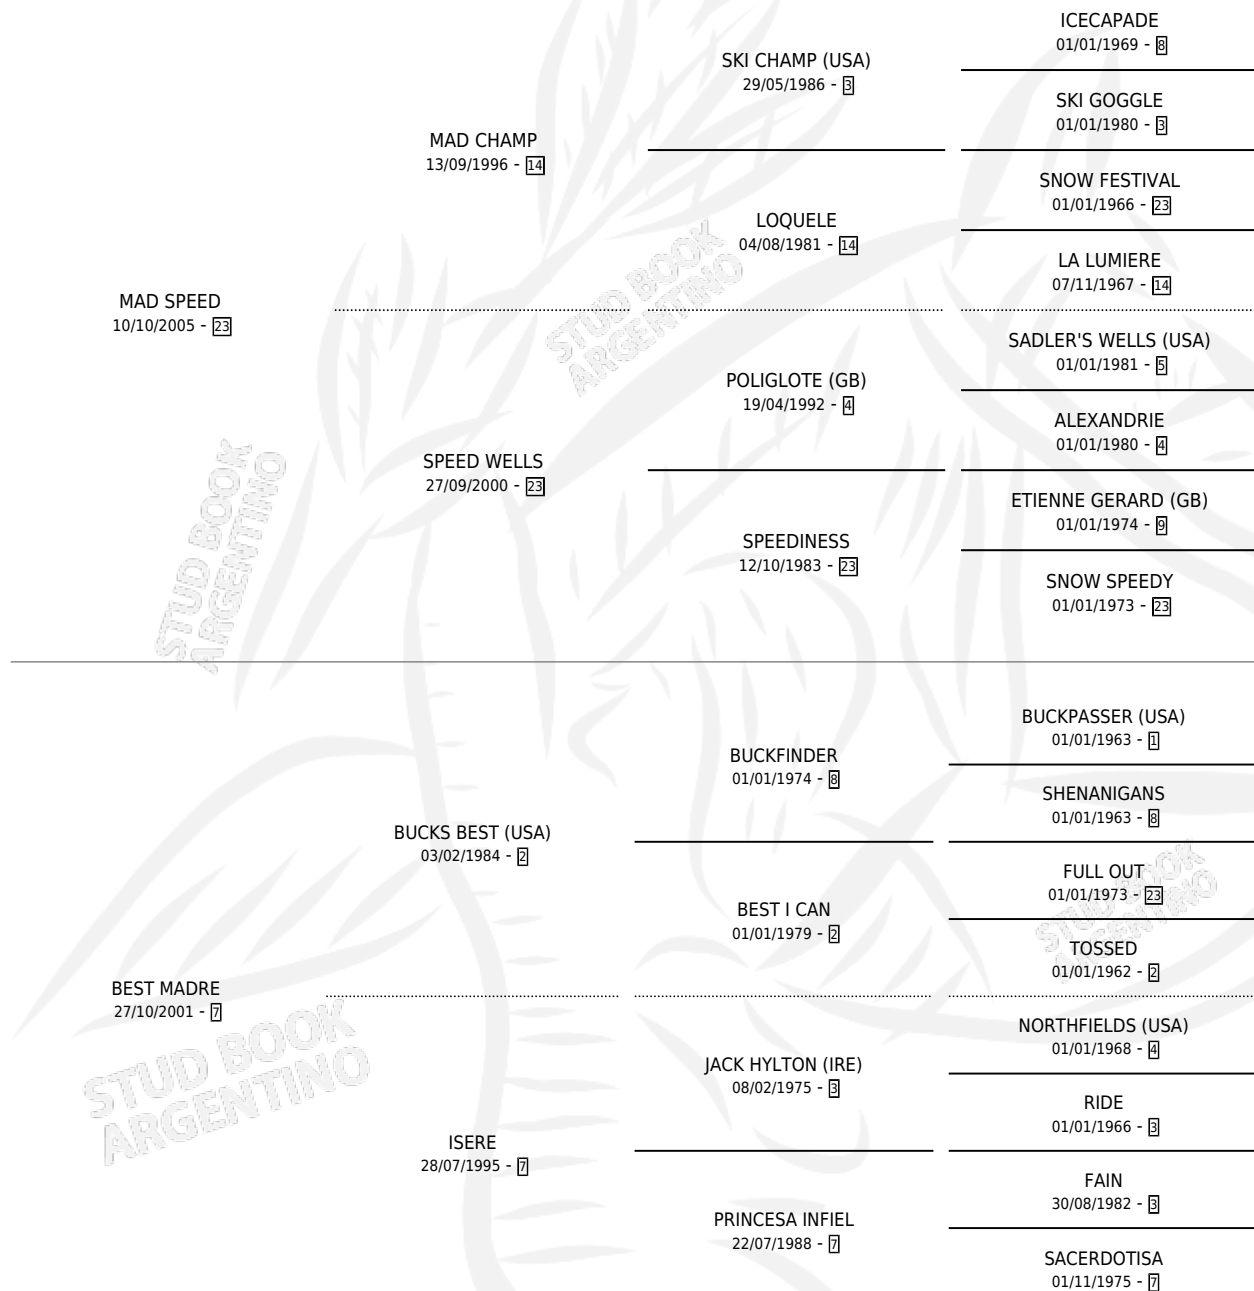 ICECAPADE
01/01/1969 - 8
SKI CHAMP (USA)
29/05/1986 - 3
SKI GOGGLE
01/01/1980 - 3
MAD CHAMP
13/09/1996 - 14
SNOW FESTIVAL
01/01/1966 - 23
LOQUELE
04/08/1981 - 14
LA LUMIERE
07/11/1967 - 14
MAD SPEED
10/10/2005 - 23
SADLER'S WELLS (USA)
01/01/1981 - 5
POLIGLOTE (GB)
19/04/1992 - 4
ALEXANDRIE
01/01/1980 - 4
SPEED WELLS
27/09/2000 - 23
ETIENNE GERARD (GB)
01/01/1974 - 9
SPEEDINESS
12/10/1983 - 23
SNOW SPEEDY
01/01/1973 - 23
BUCKPASSER (USA)
01/01/1963 - 1
BUCKFINDER
01/01/1974 - 8
SHENANIGANS
01/01/1963 - 8
BUCKS BEST (USA)
03/02/1984 - 2
FULL OUT
01/01/1973 - 23
BEST I CAN
01/01/1979 - 2
TOSSED
01/01/1962 - 2
BEST MADRE
27/10/2001 - 7
NORTHFIELDS (USA)
01/01/1968 - 4
JACK HYLTON (IRE)
08/02/1975 - 3
RIDE
01/01/1966 - 3
ISERE
28/07/1995 - 7
FAIN
30/08/1982 - 3
PRINCESA INFIEL
22/07/1988 - 7
SACERDOTISA
01/11/1975 - 7
STUD BOOK
ARGENTINO
STUD BOOK
ARGENTINO
STUD BOOK
ARGENTINO
STUD BOOK
ARGENTINO